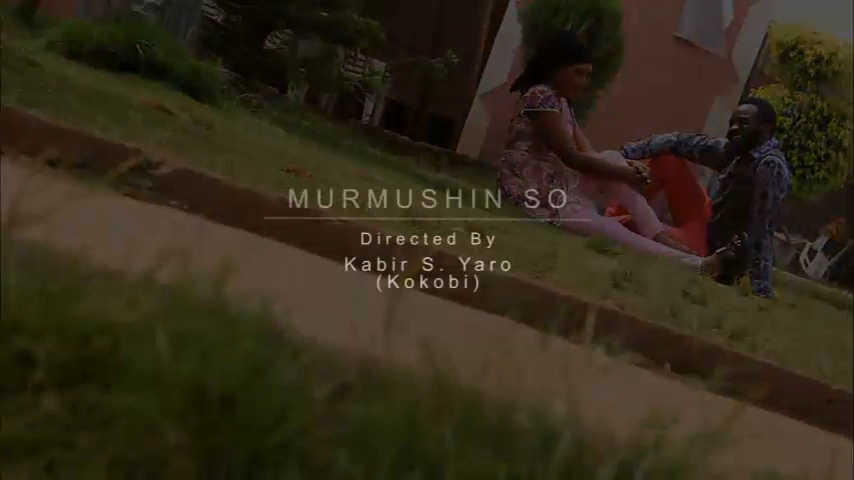 MURMUSHIN SO
Directed By
Kabir S. Yaro
(Kokobi)